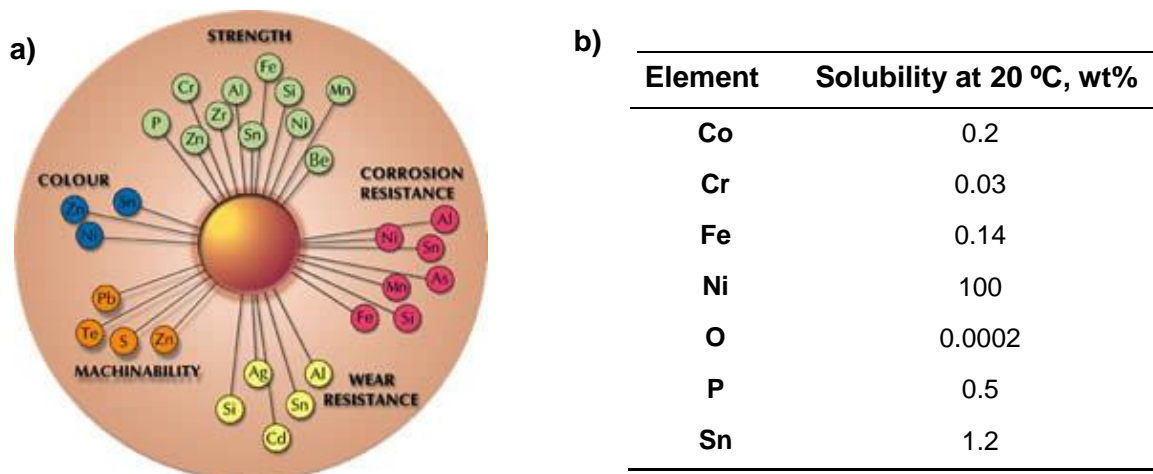 a)
STRENGTH
Fe
Cr
Al
Si
Mn
P
Zr
Zn
Sn
Ni
Be
COLOUR
Zn
Sn
Ni
CORROSION
RESISTANCE
Al
Ni
Sn
As
Mn
Fe
Si
Pb
Te
S
Zn
MACHINABILITY
Ag
Al
Si
Sn
Cd
WEAR
RESISTANCE
b)
Element Solubility at 20 ºC, wt%
Co 0.2
Cr 0.03
Fe 0.14
Ni 100
O 0.0002
P 0.5
Sn 1.2